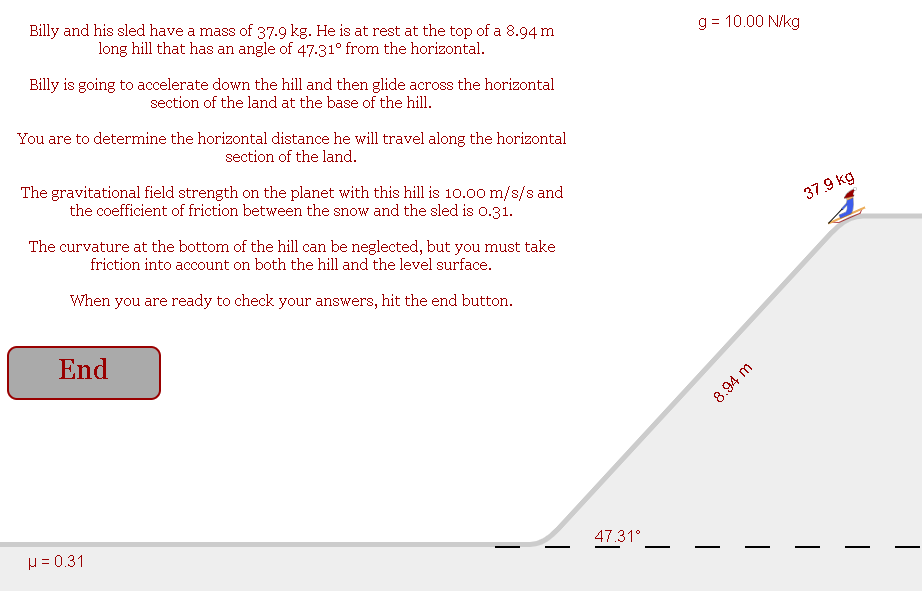 Billy and his sled have a mass of 37.9 kg. He is at rest at the top of a 8.94 m
long hill that has an angle of 47.31° from the horizontal.
Billy is going to accelerate down the hill and then glide across the horizontal
section of the land at the base of the hill.
You are to determine the horizontal distance he will travel along the horizontal
section of the land.
The gravitational field strength on the planet with this hill is 10.00 m/s/s and
the coefficient of friction between the snow and the sled is 0.31.
The curvature at the bottom of the hill can be neglected, but you must take
friction into account on both the hill and the level surface.
When you are ready to check your answers, hit the end button.
End
g = 10.00 N/kg
37.9 kg
8.94 m
47.31°
μ = 0.31